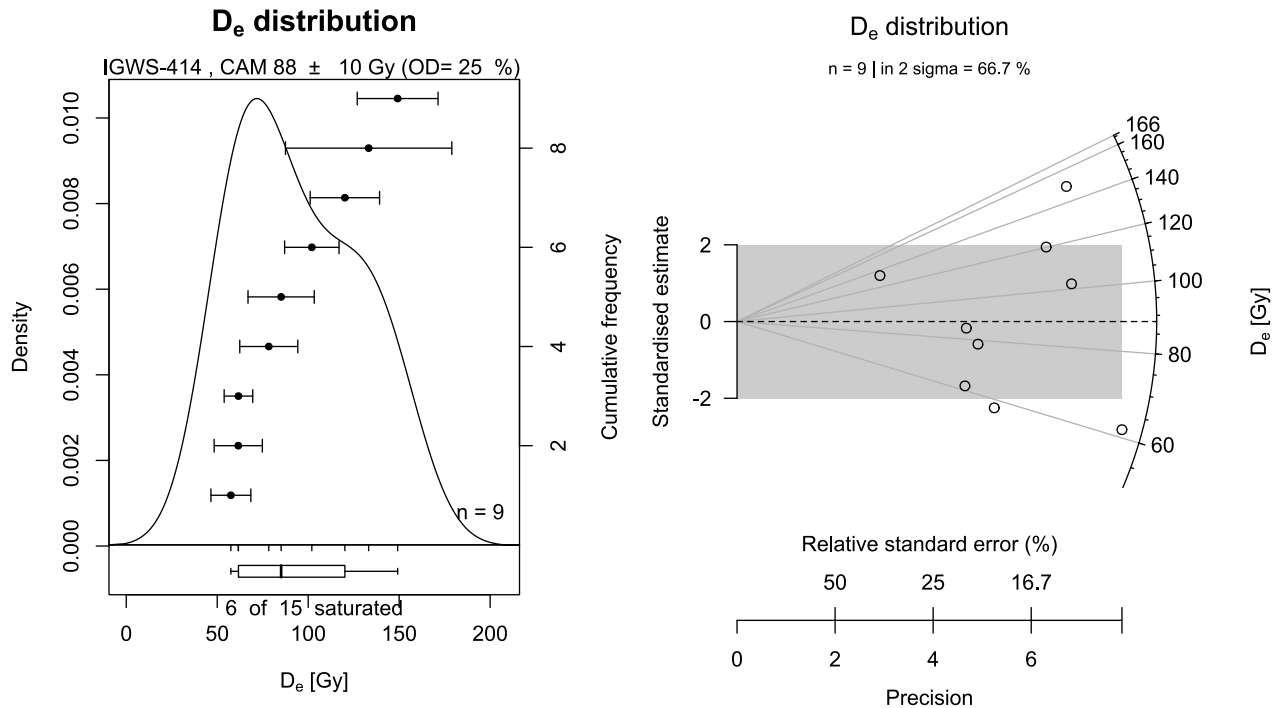 De distribution
IGWS-414 , CAM 88 ± 10 Gy (OD= 25 %)
Density
0.000
0.002
0.004
0.006
0.008
0.010
Cumulative frequency
2
4
6
8
n = 9
6 of 15 saturated
0
50
100
150
200
De [Gy]
De distribution
n = 9 | in 2 sigma = 66.7 %
Standardised estimate
2
0
-2
166
160
140
120
100
80
60
De [Gy]
Relative standard error (%)
50
25
16.7
0
2
4
6
Precision